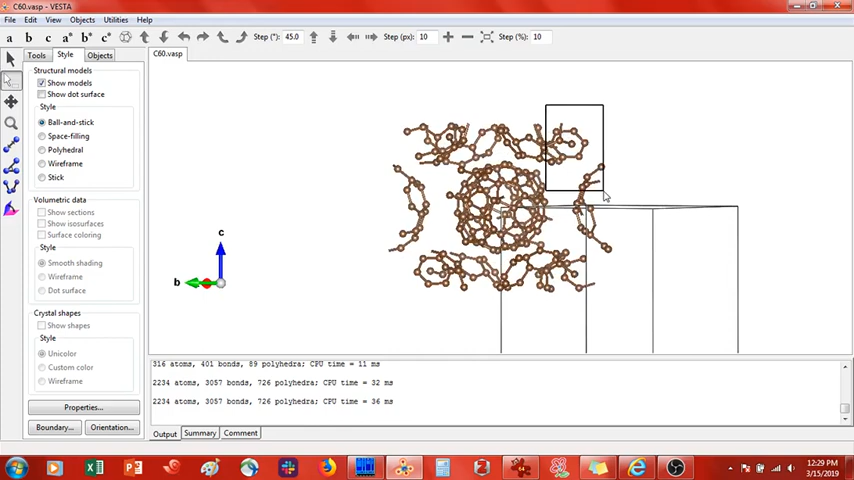 C60.vasp - VESTA
File Edit View Objects Utilities Help
a b c a* b* c* Step (°): 45.0 Step (px): 10 Step (%): 10
Tools Style Objects
C60.vasp
Structural models
Show models
Show dot surface
Style
Ball-and-stick
Space-filling
Polyhedral
Wireframe
Stick
Volumetric data
Show sections
Show isosurfaces
Surface coloring
Style
Smooth shading
Wireframe
Dot surface
Crystal shapes
Show shapes
Style
Unicolor
Custom color
Wireframe
Properties...
Boundary... Orientation...
c
b
316 atoms, 401 bonds, 89 polyhedra; CPU time = 11 ms
2234 atoms, 3057 bonds, 726 polyhedra; CPU time = 32 ms
2234 atoms, 3057 bonds, 726 polyhedra; CPU time = 36 ms
Output Summary Comment
12:29 PM
3/15/2019